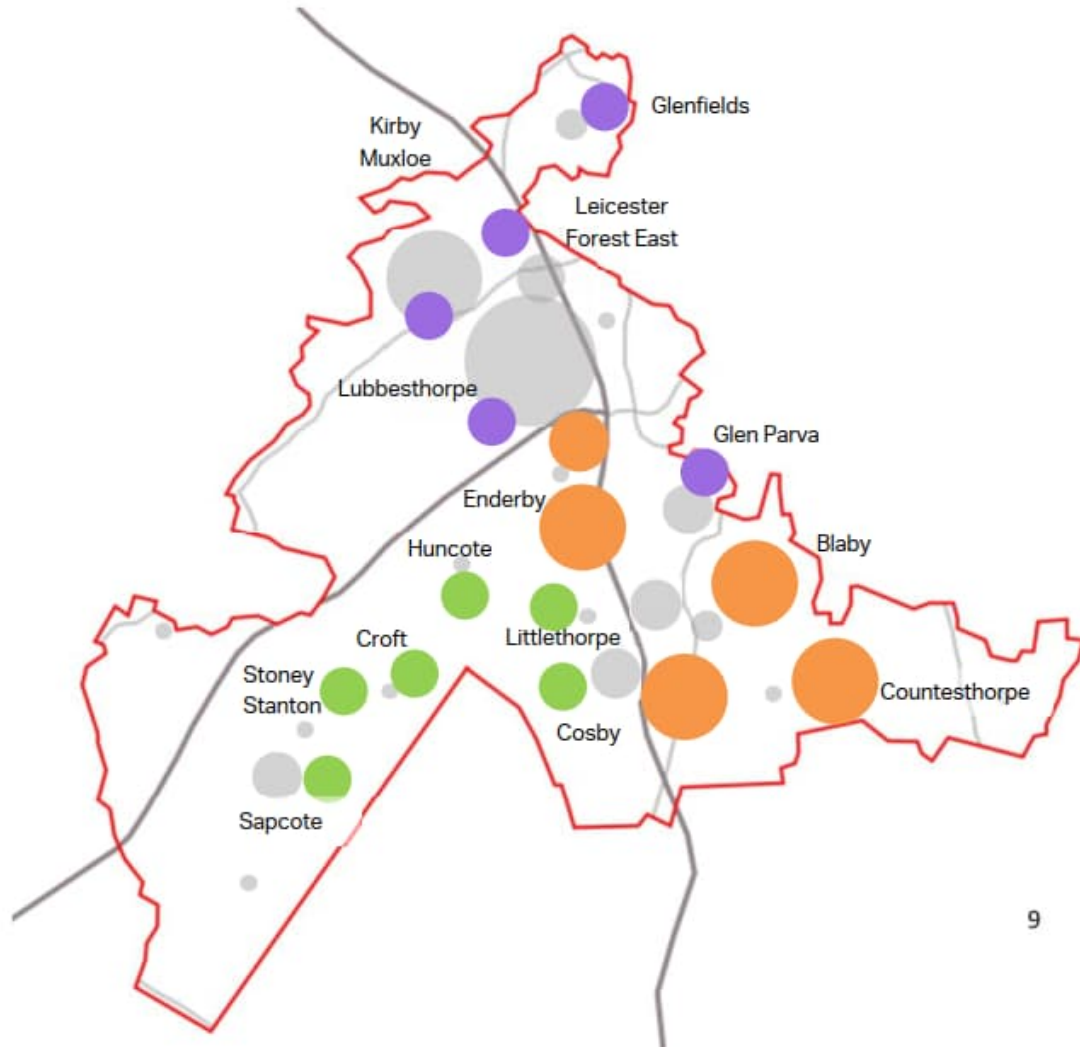 Glenfields
Kirby
Muxloe
Leicester
Forest East
Lubbesthorpe
Glen Parva
Enderby
Blaby
Huncote
Littlethorpe
Croft
Stoney
Stanton
Countesthorpe
Cosby
Sapcote
9